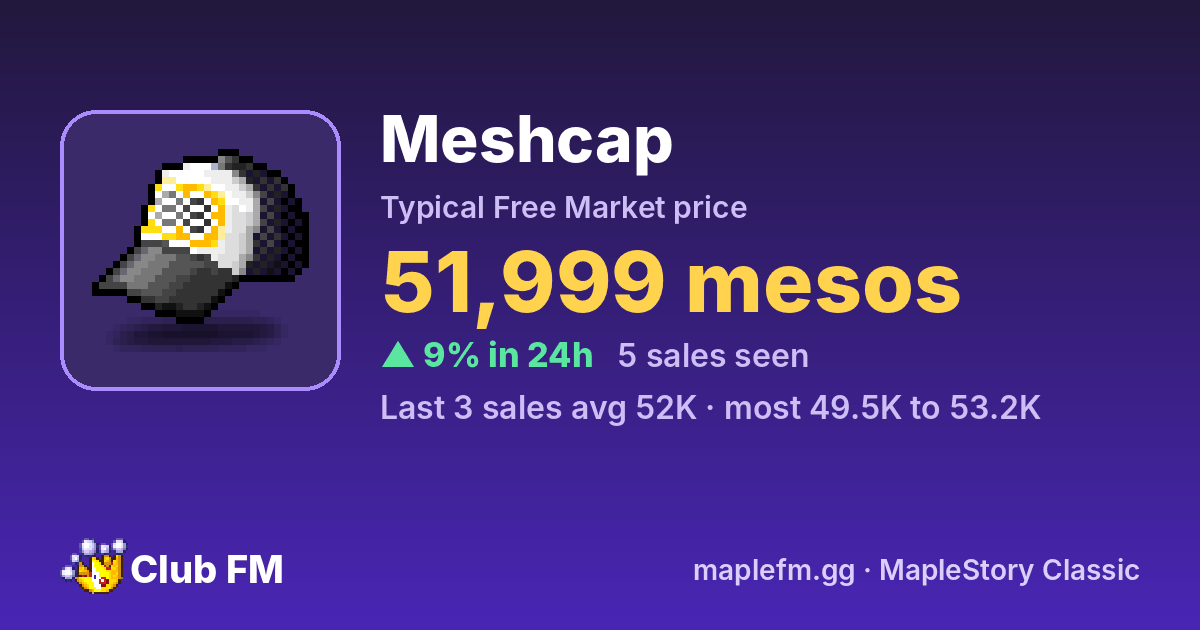 Meshcap
Typical Free Market price
51,999 mesos
▲ 9% in 24h 5 sales seen
Last 3 sales avg 52K · most 49.5K to 53.2K
Club FM
maplefm.gg · MapleStory Classic